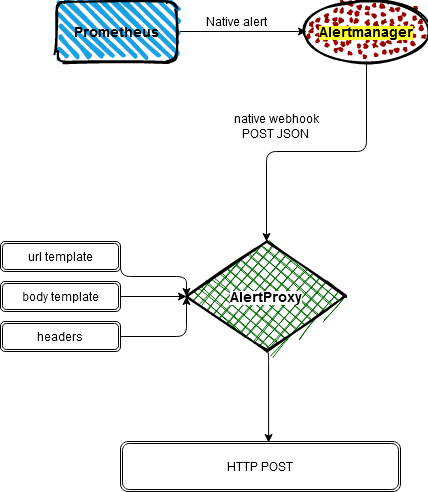 Prometheus
Native alert
Alertmanager
native webhook
POST JSON
url template
body template
headers
AlertProxy
HTTP POST